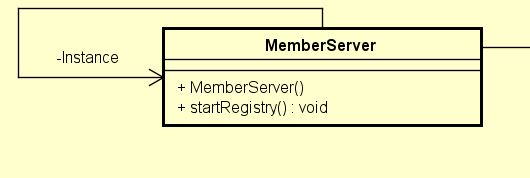 MemberServer
-Instance
+ MemberServer()
+ startRegistry() : void